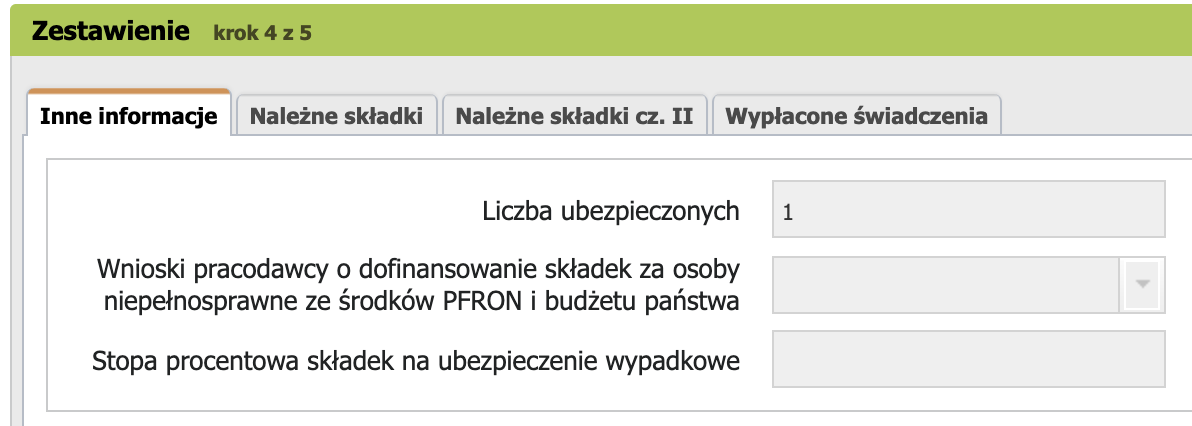 Zestawienie krok 4 z 5
Inne informacje Należne składki Należne składki cz. II Wypłacone świadczenia
Liczba ubezpieczonych 1
Wnioski pracodawcy o dofinansowanie składek za osoby
niepełnosprawne ze środków PFRON i budżetu państwa
Stopa procentowa składek na ubezpieczenie wypadkowe